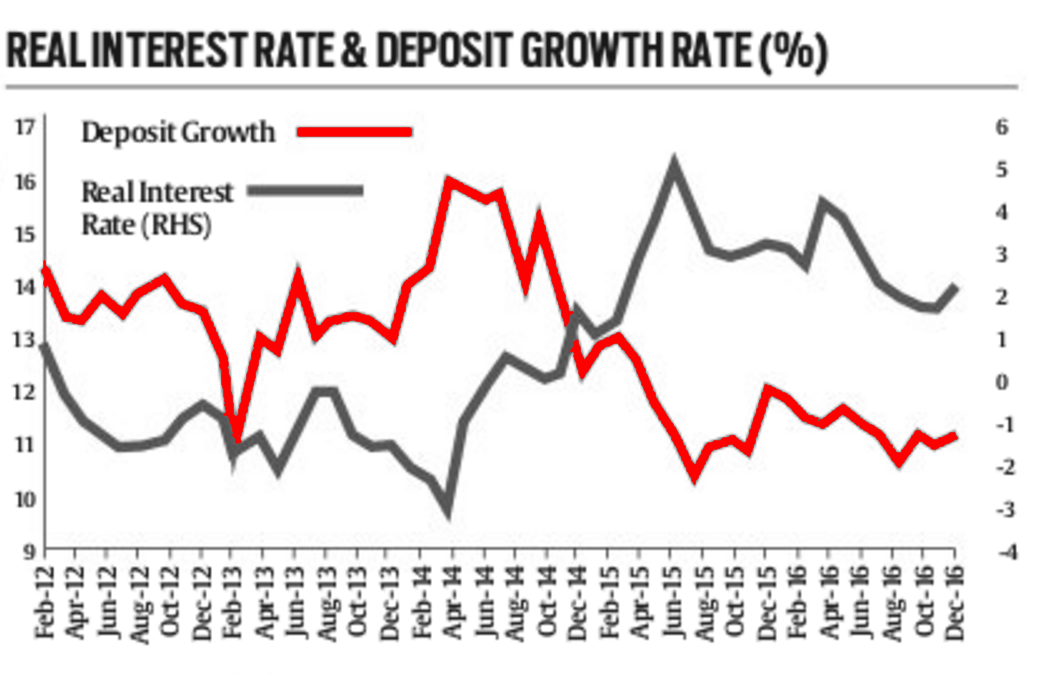 REAL INTEREST RATE & DEPOSIT GROWTH RATE (%)
Deposit Growth
Real Interest
Rate (RHS)
17
16
15
14
13
12
11
10
9
6
5
4
3
2
1
0
-1
-2
-3
-4
Feb-12
Apr-12
Jun-12
Aug-12
Oct-12
Dec-12
Feb-13
Apr-13
Jun-13
Aug-13
Oct-13
Dec-13
Feb-14
Apr-14
Jun-14
Aug-14
Oct-14
Dec-14
Feb-15
Apr-15
Jun-15
Aug-15
Oct-15
Dec-15
Feb-16
Apr-16
Jun-16
Aug-16
Oct-16
Dec-16